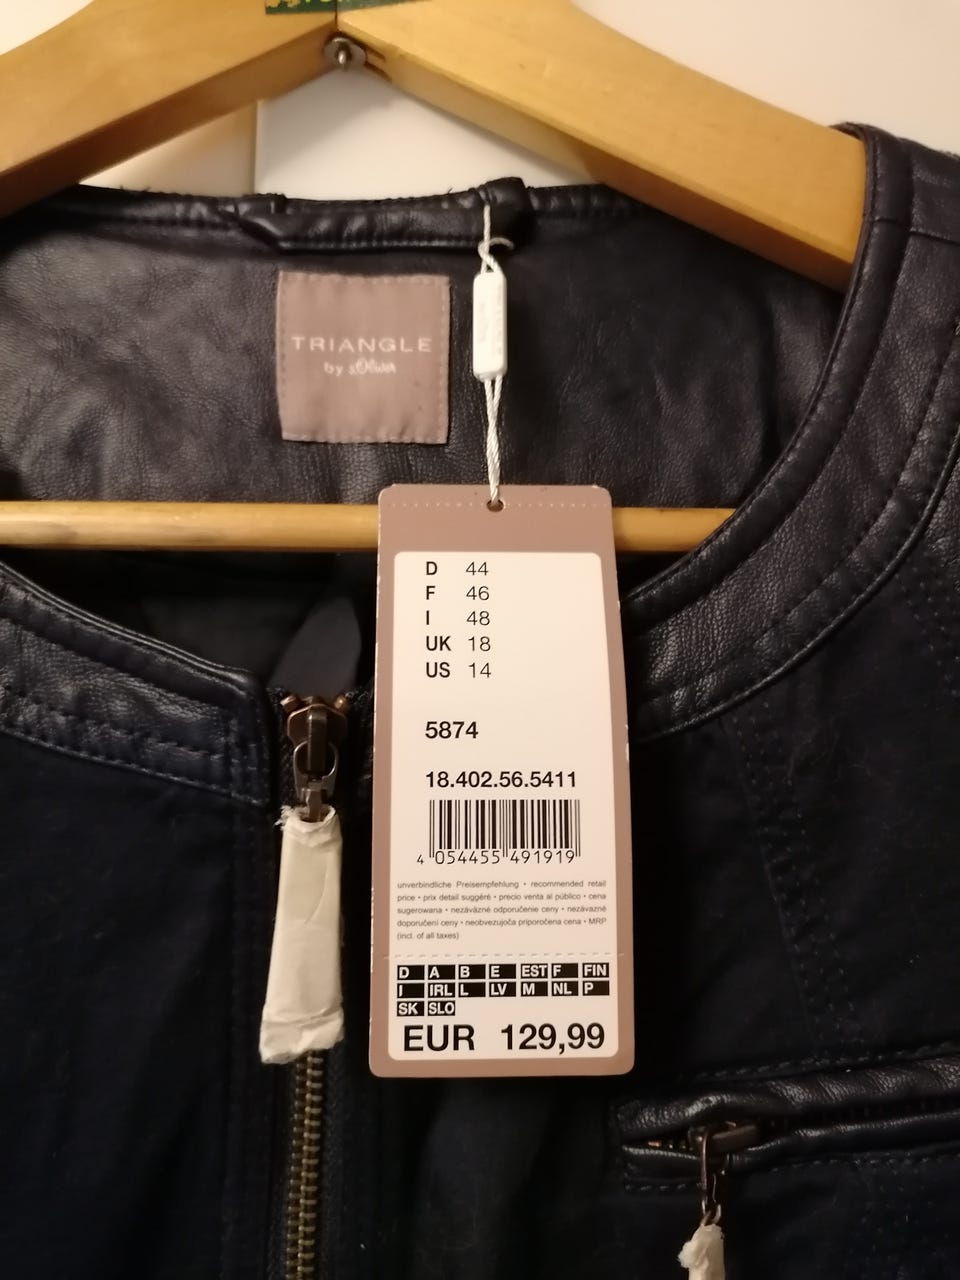 TRIANGLE
by s.Oliver
D 44
F 46
I 48
UK 18
US 14
5874
18.402.56.5411
4 054455 491919
unverbindliche Preisempfehlung • recommended retail
price • prix detail suggéré • precio venta al público • cena
sugerowana • nezáväzné odporučenie ceny • nezávazné
doporučení ceny • neobvezujoča priporočena cena • MRP
(incl. of all taxes)
D A B E EST F FIN
I IRL L LV M NL P
SK SLO
EUR 129,99